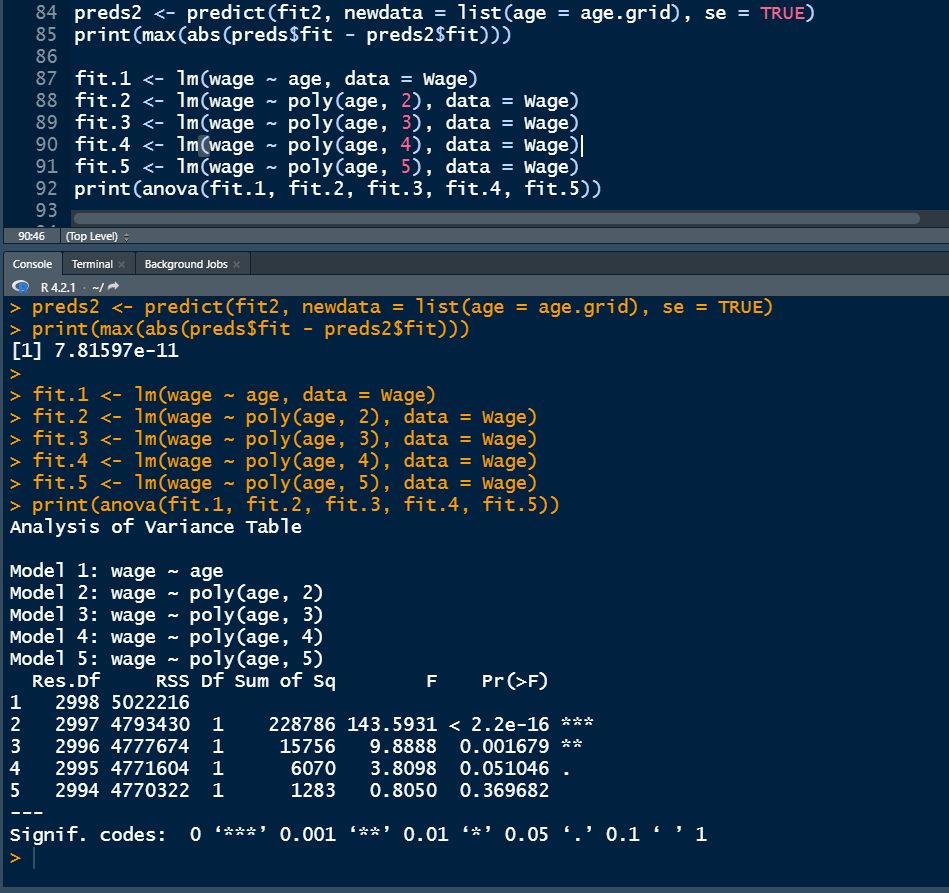 84 preds2 <- predict(fit2, newdata = list(age = age.grid), se = TRUE)
85 print(max(abs(preds$fit - preds2$fit)))
86
87 fit.1 <- lm(wage ~ age, data = Wage)
88 fit.2 <- lm(wage ~ poly(age, 2), data = Wage)
89 fit.3 <- lm(wage ~ poly(age, 3), data = Wage)
90 fit.4 <- lm(wage ~ poly(age, 4), data = Wage)
91 fit.5 <- lm(wage ~ poly(age, 5), data = Wage)
92 print(anova(fit.1, fit.2, fit.3, fit.4, fit.5))
93
90:46 (Top Level)
Console Terminal × Background Jobs ×
R 4.2.1 · ~/
> preds2 <- predict(fit2, newdata = list(age = age.grid), se = TRUE)
> print(max(abs(preds$fit - preds2$fit)))
[1] 7.81597e-11
>
> fit.1 <- lm(wage ~ age, data = Wage)
> fit.2 <- lm(wage ~ poly(age, 2), data = Wage)
> fit.3 <- lm(wage ~ poly(age, 3), data = Wage)
> fit.4 <- lm(wage ~ poly(age, 4), data = Wage)
> fit.5 <- lm(wage ~ poly(age, 5), data = Wage)
> print(anova(fit.1, fit.2, fit.3, fit.4, fit.5))
Analysis of Variance Table

Model 1: wage ~ age
Model 2: wage ~ poly(age, 2)
Model 3: wage ~ poly(age, 3)
Model 4: wage ~ poly(age, 4)
Model 5: wage ~ poly(age, 5)
  Res.Df     RSS Df Sum of Sq        F    Pr(>F)
1   2998 5022216
2   2997 4793430  1    228786 143.5931 < 2.2e-16 ***
3   2996 4777674  1     15756   9.8888  0.001679 **
4   2995 4771604  1      6070   3.8098  0.051046 .
5   2994 4770322  1      1283   0.8050  0.369682
---
Signif. codes:  0 ‘***’ 0.001 ‘**’ 0.01 ‘*’ 0.05 ‘.’ 0.1 ‘ ’ 1
>